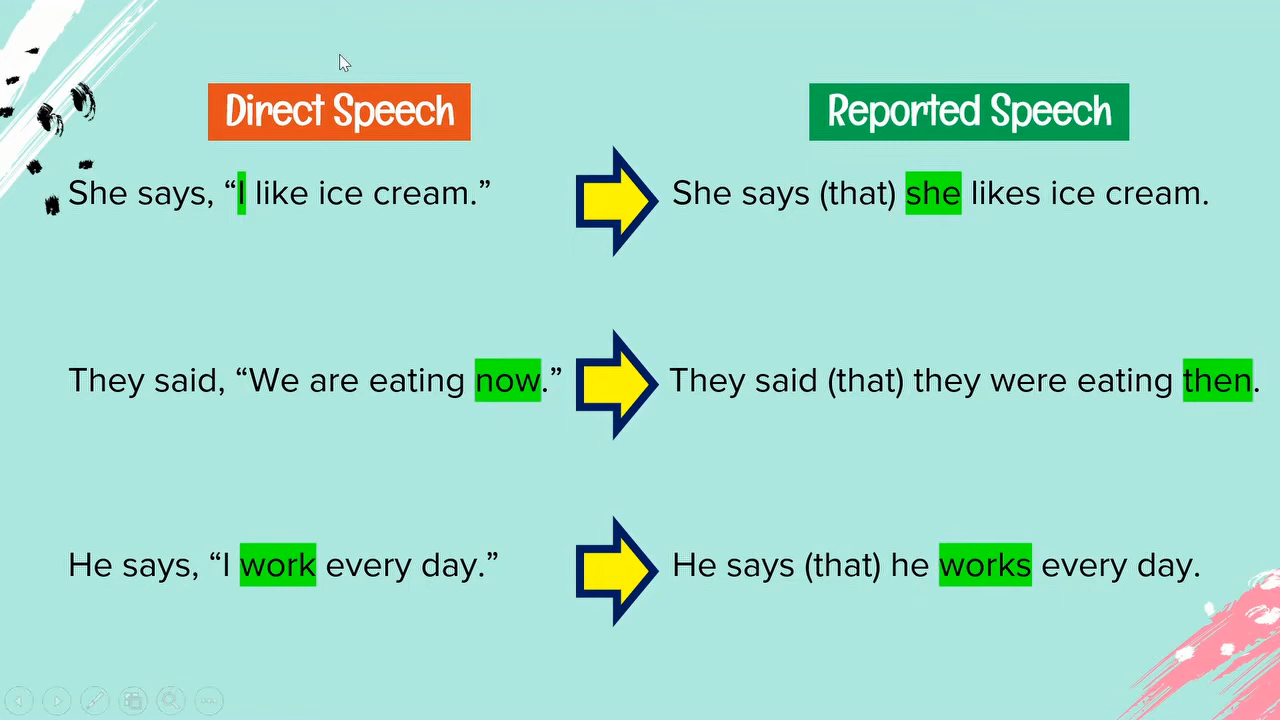 Direct Speech
Reported Speech
She says, “I like ice cream.”
She says (that) she likes ice cream.
They said, “We are eating now.”
They said (that) they were eating then.
He says, “I work every day.”
He says (that) he works every day.